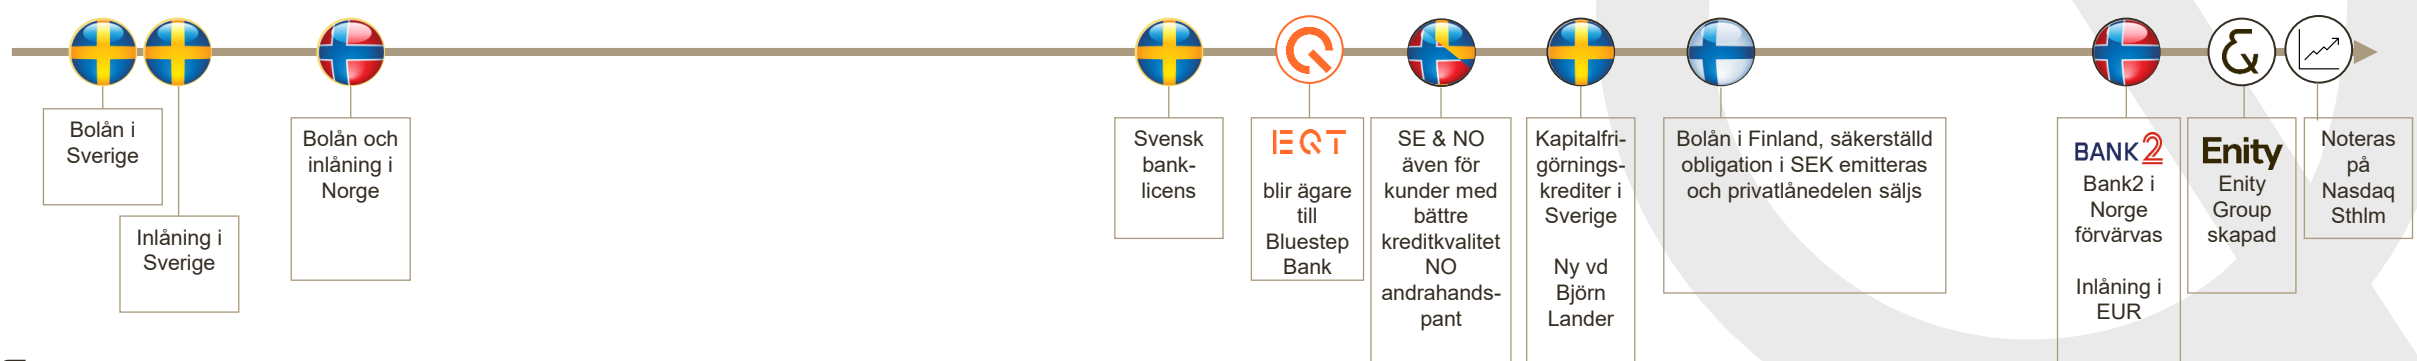 Bolån i
Sverige
Inlåning i
Sverige
Bolån och
inlåning i
Norge
Svensk
bank-
licens
EQT
blir ägare
till
Bluestep
Bank
SE & NO
även för
kunder med
bättre
kreditkvalitet
NO
andrahands-
pant
Kapitalfri-
görnings-
krediter i
Sverige
Ny vd
Björn
Lander
Bolån i Finland, säkerställd
obligation i SEK emitteras
och privatlånedelen säljs
BANK2
Bank2 i
Norge
förvärvas
Inlåning i
EUR
&
Enity
Enity
Group
skapad
Noteras
på
Nasdaq
Sthlm